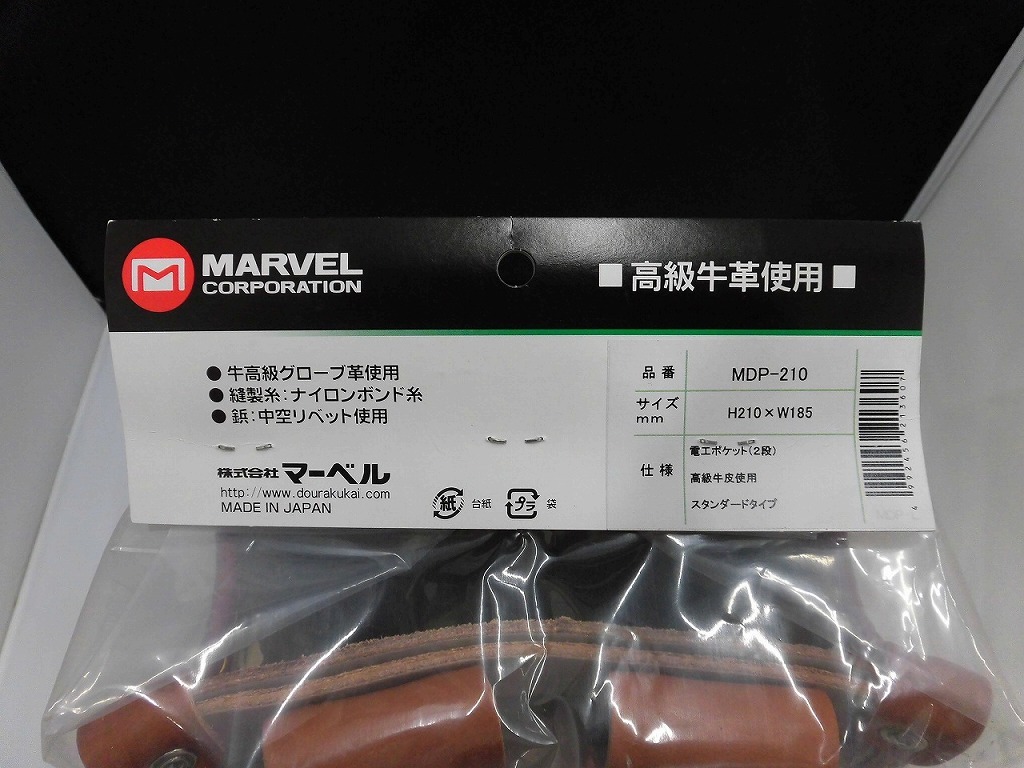 MARVEL
CORPORATION
■ 高級牛革使用 ■
● 牛高級グローブ革使用
● 縫製糸:ナイロンボンド糸
● 鋲:中空リベット使用
株式会社 マーベル
http://www.dourakukai.com
MADE IN JAPAN
紙 台紙
プラ 袋
品番 MDP-210
サイズ mm H210×W185
仕様
電工ポケット(2段)
高級牛皮使用
スタンダードタイプ